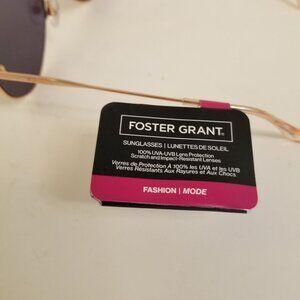 FOSTER GRANT®
SUNGLASSES | LUNETTES DE SOLEIL
100% UVA-UVB Lens Protection
Scratch and Impact-Resistant Lenses
Verres de Protection À 100% les UVA et les UVB
Verres Résistants Aux Rayures et Aux Chocs
FASHION | MODE